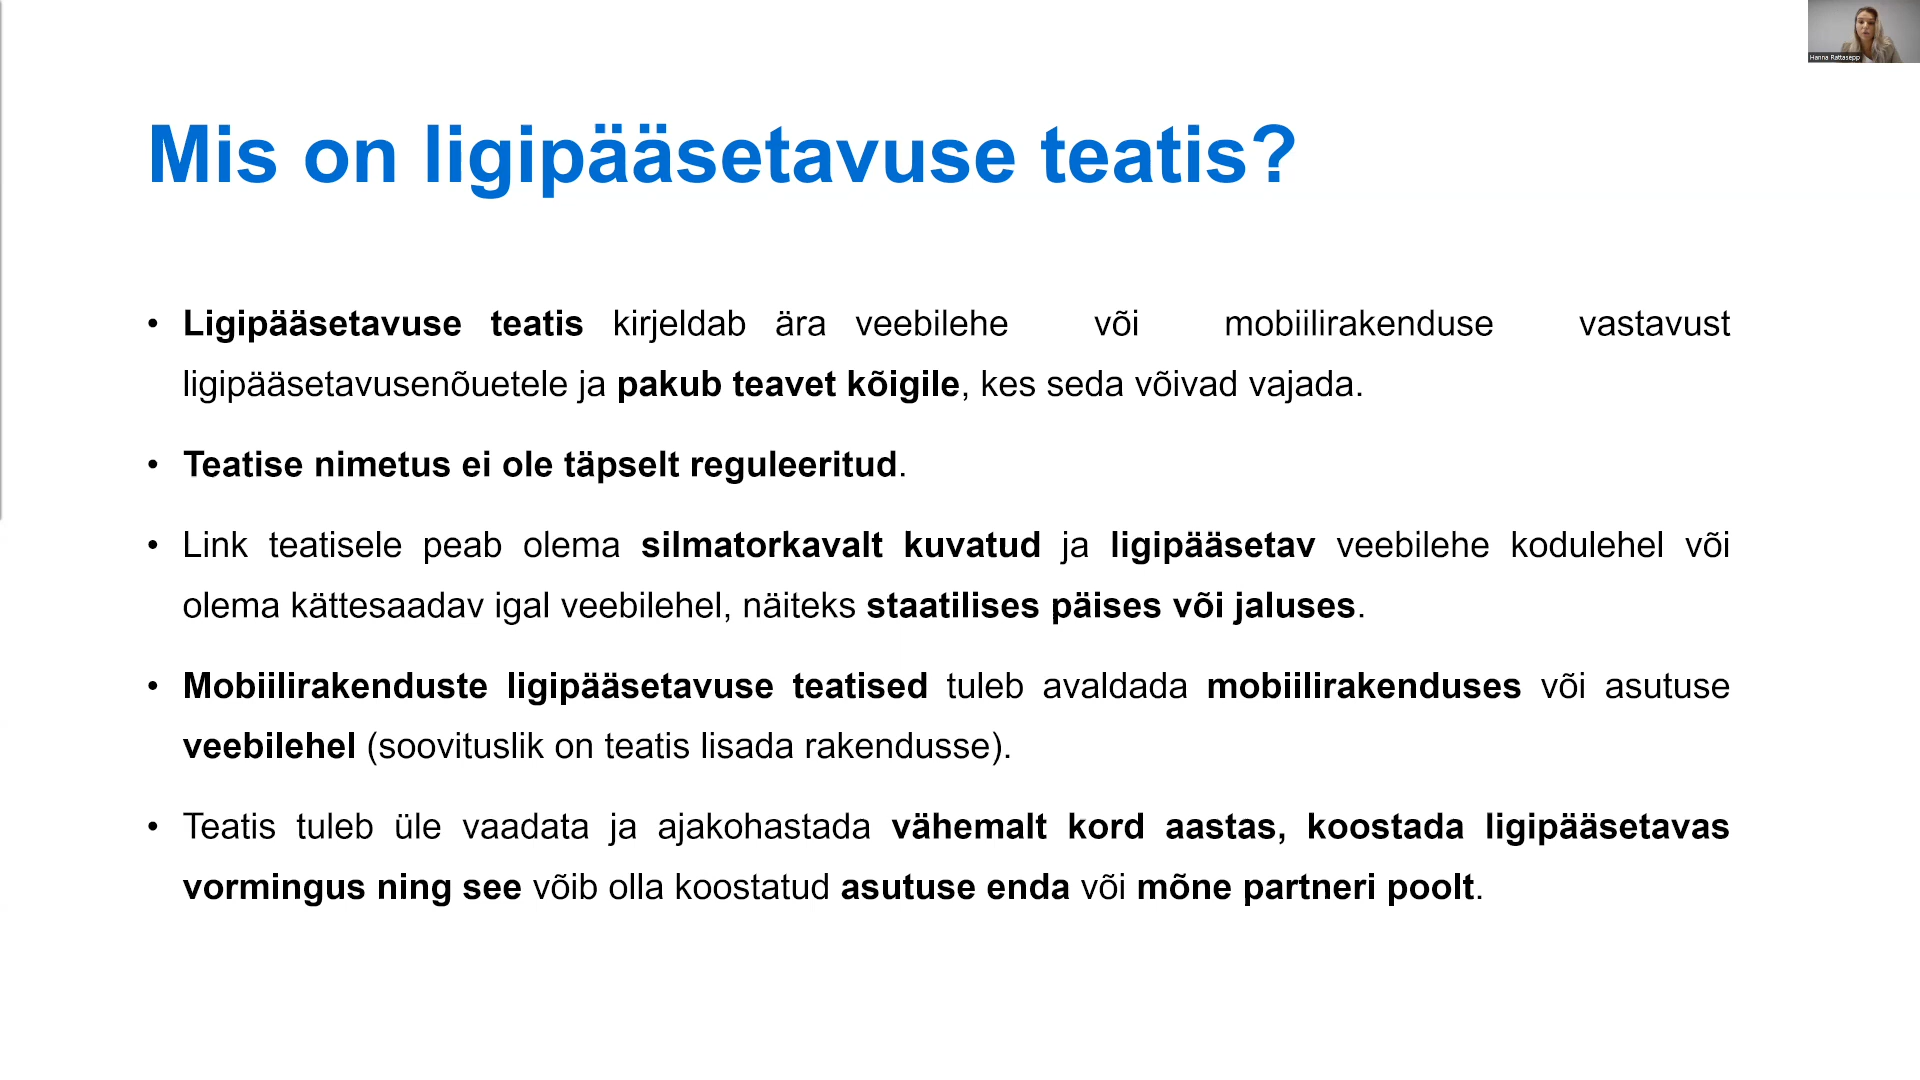 Hanna Rattasepp
Mis on ligipääsetavuse teatis?
• Ligipääsetavuse teatis kirjeldab ära veebilehe või mobiilirakenduse vastavust
ligipääsetavusenõuetele ja pakub teavet kõigile, kes seda võivad vajada.
• Teatise nimetus ei ole täpselt reguleeritud.
• Link teatisele peab olema silmatorkavalt kuvatud ja ligipääsetav veebilehe kodulehel või
olema kättesaadav igal veebilehel, näiteks staatilises päises või jaluses.
• Mobiilirakenduste ligipääsetavuse teatised tuleb avaldada mobiilirakenduses või asutuse
veebilehel (soovituslik on teatis lisada rakendusse).
• Teatis tuleb üle vaadata ja ajakohastada vähemalt kord aastas, koostada ligipääsetavas
vormingus ning see võib olla koostatud asutuse enda või mõne partneri poolt.